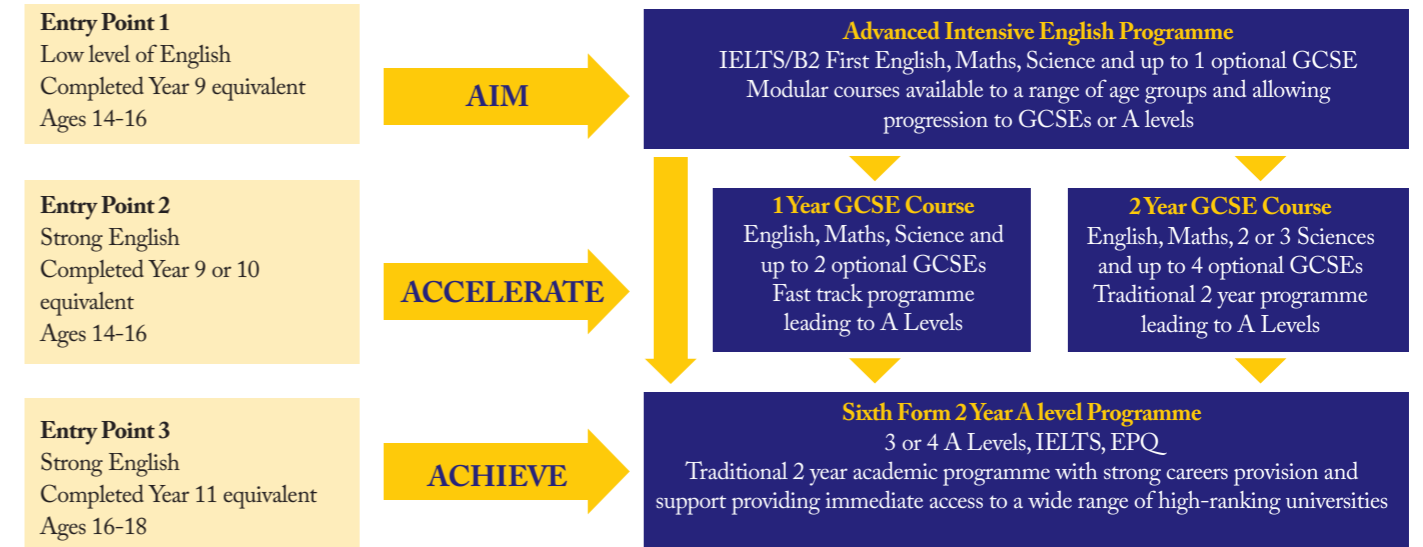 Entry Point 1
Low level of English
Completed Year 9 equivalent
Ages 14-16
AIM
Advanced Intensive English Programme
IELTS/B2 First English, Maths, Science and up to 1 optional GCSE
Modular courses available to a range of age groups and allowing
progression to GCSEs or A levels
Entry Point 2
Strong English
Completed Year 9 or 10
equivalent
Ages 14-16
ACCELERATE
1 Year GCSE Course
English, Maths, Science and
up to 2 optional GCSEs
Fast track programme
leading to A Levels
2 Year GCSE Course
English, Maths, 2 or 3 Sciences
and up to 4 optional GCSEs
Traditional 2 year programme
leading to A Levels
Entry Point 3
Strong English
Completed Year 11 equivalent
Ages 16-18
ACHIEVE
Sixth Form 2 Year A level Programme
3 or 4 A Levels, IELTS, EPQ
Traditional 2 year academic programme with strong careers provision and
support providing immediate access to a wide range of high-ranking universities